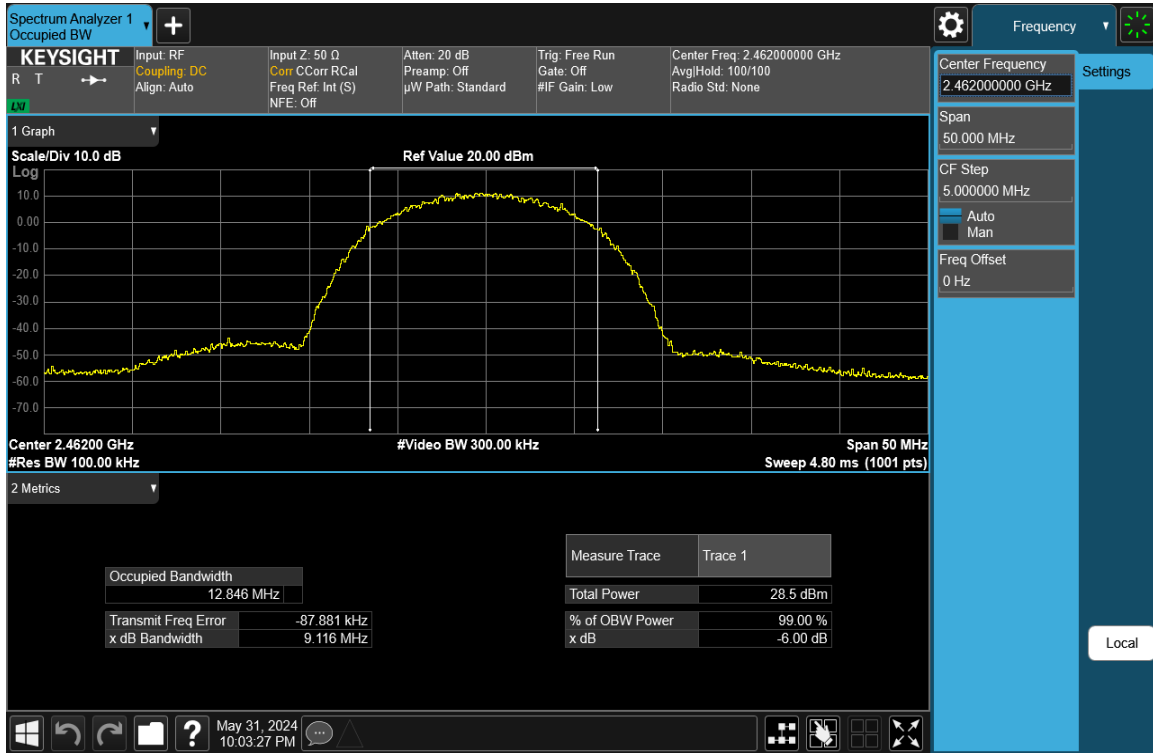 Spectrum Analyzer 1
Occupied BW
Frequency
KEYSIGHT
R T
LXI
Input: RF
Coupling: DC
Align: Auto
Input Z: 50 Ω
Corr CCorr RCal
Freq Ref: Int (S)
NFE: Off
Atten: 20 dB
Preamp: Off
µW Path: Standard
Trig: Free Run
Gate: Off
#IF Gain: Low
Center Freq: 2.462000000 GHz
Avg|Hold: 100/100
Radio Std: None
Center Frequency
2.462000000 GHz
Settings
Span
50.000 MHz
CF Step
5.000000 MHz
Auto
Man
Freq Offset
0 Hz
1 Graph
Scale/Div 10.0 dB
Ref Value 20.00 dBm
Log
10.0
0.00
-10.0
-20.0
-30.0
-40.0
-50.0
-60.0
-70.0
Center 2.46200 GHz
#Video BW 300.00 kHz
Span 50 MHz
#Res BW 100.00 kHz
Sweep 4.80 ms (1001 pts)
2 Metrics
Measure Trace Trace 1
Occupied Bandwidth
12.846 MHz
Total Power 28.5 dBm
Transmit Freq Error -87.881 kHz
% of OBW Power 99.00 %
x dB Bandwidth 9.116 MHz
x dB -6.00 dB
Local
?
May 31, 2024
10:03:27 PM